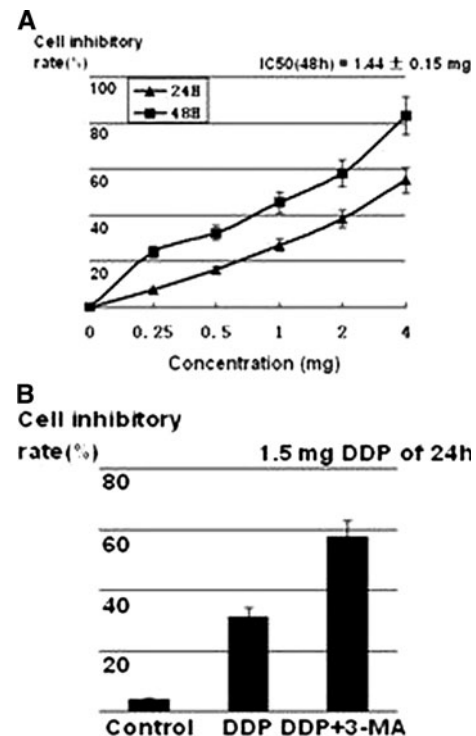 A
Cell inhibitory
rate(%)
IC50(48h) = 1.44 ± 0.15 mg
100
24H
48H
80
60
40
20
0 0.25 0.5 1 2 4
Concentration (mg)
B
Cell inhibitory
rate(%)
1.5 mg DDP of 24h
80
60
40
20
Control DDP DDP+3-MA